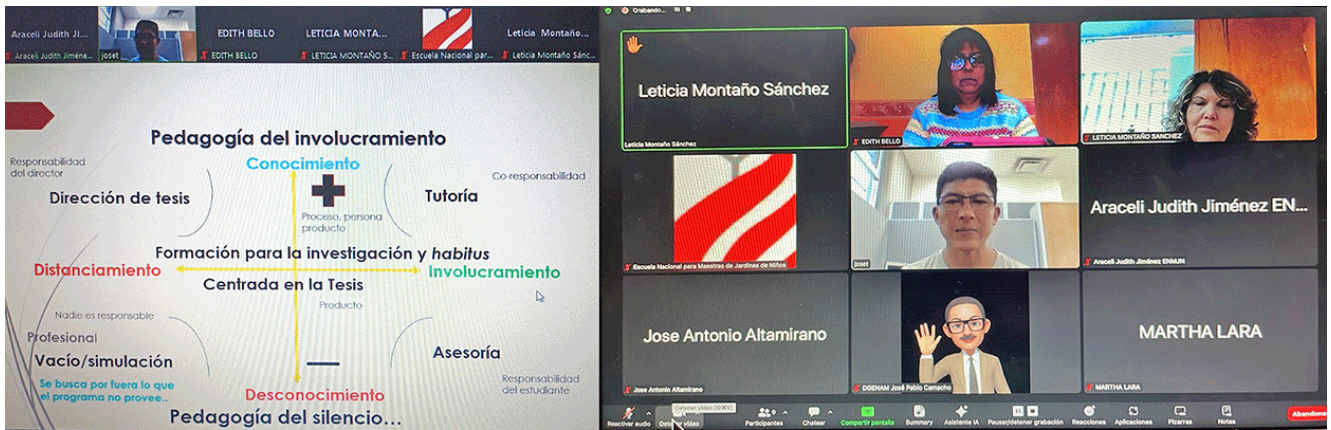 Araceli Judith Ji...
EDITH BELLO
LETICIA MONTA...
Leticia Montaño...
Araceli Judith Jiméne...
joset
EDITH BELLO
LETICIA MONTAÑO S...
Escuela Nacional par...
Leticia Montaño Sánc...
Pedagogía del involucramiento
Conocimiento
Responsabilidad
del director
Dirección de tesis
Co-responsabilidad
Tutoría
Proceso, persona
producto
Formación para la investigación y habitus
Distanciamiento
Involucramiento
Centrada en la Tesis
Producto
Nadie es responsable
Profesional
Vacío/simulación
Se busca por fuera lo que
el programa no provee..
Asesoría
Responsabilidad
del estudiante
Desconocimiento
Pedagogía del silencio...
Grabando...
Leticia Montaño Sánchez
Leticia Montaño Sánchez
EDITH BELLO
LETICIA MONTAÑO SANCHEZ
Escuela Nacional para Maestras de Jardines de Niños
joset
Araceli Judith Jiménez EN...
Araceli Judith Jiménez ENMJN
Jose Antonio Altamirano
Jose Antonio Altamirano
DGENAM José Pablo Camacho
MARTHA LARA
MARTHA LARA
Detener video (⇧⌘V)
Reactivar audio
Detener video
Participantes
Chatear
Compartir pantalla
Summary
Asistente IA
Pausar/detener grabación
Reacciones
Aplicaciones
Pizarras
Notas
Abandonar